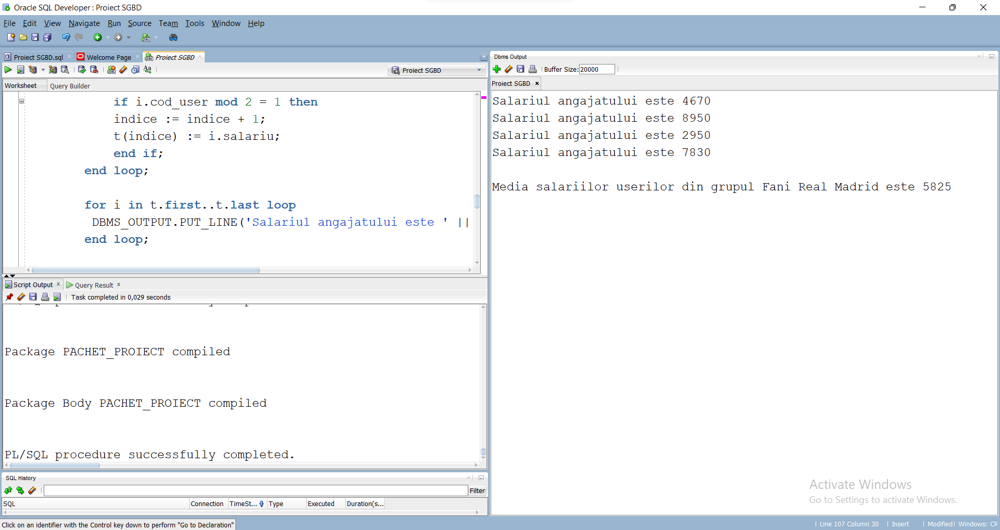 Oracle SQL Developer : Proiect SGBD
File Edit View Navigate Run Source Team Tools Window Help
Proiect SGBD.sql Welcome Page Proiect SGBD
Proiect SGBD
Worksheet Query Builder
if i.cod_user mod 2 = 1 then
indice := indice + 1;
t(indice) := i.salariu;
end if;
end loop;
for i in t.first..t.last loop
DBMS_OUTPUT.PUT_LINE('Salariul angajatului este ' ||
end loop;
Script Output Query Result
Task completed in 0,029 seconds
Package PACHET_PROIECT compiled
Package Body PACHET_PROIECT compiled
PL/SQL procedure successfully completed.
SQL History
Filter
SQL Connection TimeSt... Type Executed Duration(s...
Click on an identifier with the Control key down to perform "Go to Declaration"
Dbms Output
Buffer Size: 20000
Proiect SGBD
Salariul angajatului este 4670
Salariul angajatului este 8950
Salariul angajatului este 2950
Salariul angajatului este 7830
Media salariilor userilor din grupul Fani Real Madrid este 5825
Activate Windows
Go to Settings to activate Windows.
Line 107 Column 30 Insert Modified Windows: CR